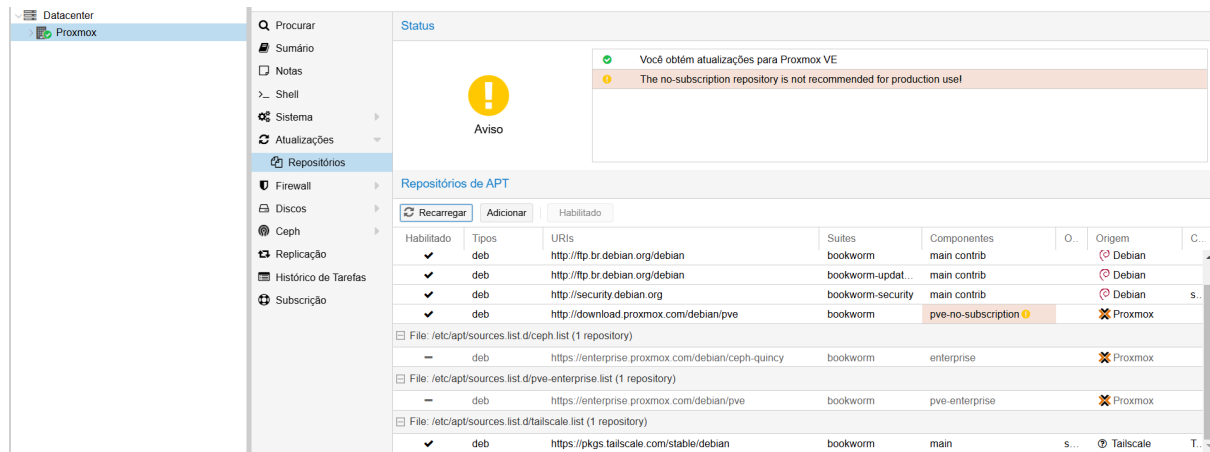 Datacenter
Proxmox
Procurar
Sumário
Notas
Shell
Sistema
Atualizações
Repositórios
Firewall
Discos
Ceph
Replicação
Histórico de Tarefas
Subscrição
Status
Aviso
Você obtém atualizações para Proxmox VE
The no-subscription repository is not recommended for production use!
Repositórios de APT
Recarregar Adicionar Habilitado
Habilitado Tipos URIs Suites Componentes O... Origem C...
deb http://ftp.br.debian.org/debian bookworm main contrib Debian
deb http://ftp.br.debian.org/debian bookworm-updat... main contrib Debian
deb http://security.debian.org bookworm-security main contrib Debian s...
deb http://download.proxmox.com/debian/pve bookworm pve-no-subscription Proxmox
File: /etc/apt/sources.list.d/ceph.list (1 repository)
deb https://enterprise.proxmox.com/debian/ceph-quincy bookworm enterprise Proxmox
File: /etc/apt/sources.list.d/pve-enterprise.list (1 repository)
deb https://enterprise.proxmox.com/debian/pve bookworm pve-enterprise Proxmox
File: /etc/apt/sources.list.d/tailscale.list (1 repository)
deb https://pkgs.tailscale.com/stable/debian bookworm main s... Tailscale T...